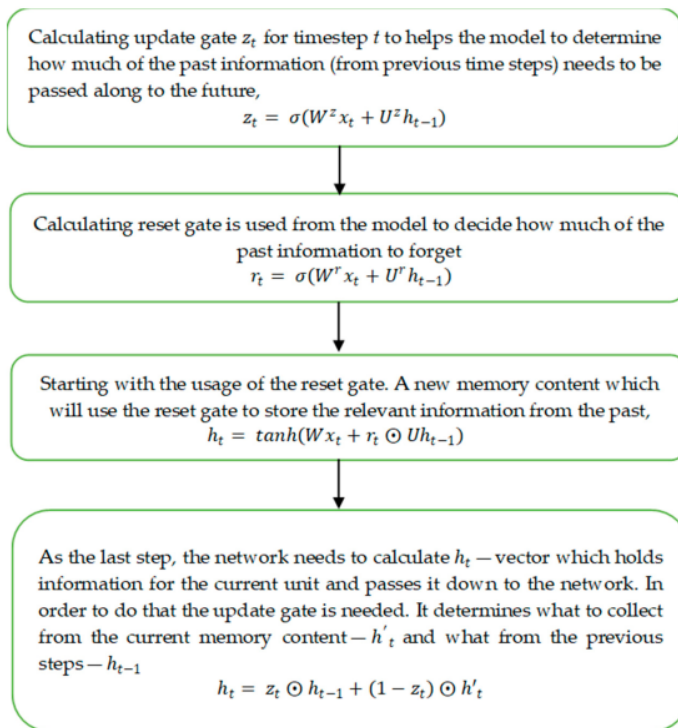 Calculating update gate z_t for timestep t to helps the model to determine
how much of the past information (from previous time steps) needs to be
passed along to the future,
z_t = σ(W^z x_t + U^z h_{t−1})
Calculating reset gate is used from the model to decide how much of the
past information to forget
r_t = σ(W^r x_t + U^r h_{t−1})
Starting with the usage of the reset gate. A new memory content which
will use the reset gate to store the relevant information from the past,
h_t = tanh(Wx_t + r_t ⊙ Uh_{t−1})
As the last step, the network needs to calculate h_t – vector which holds
information for the current unit and passes it down to the network. In
order to do that the update gate is needed. It determines what to collect
from the current memory content – h'_t and what from the previous
steps – h_{t−1}
h_t = z_t ⊙ h_{t−1} + (1 − z_t) ⊙ h'_t